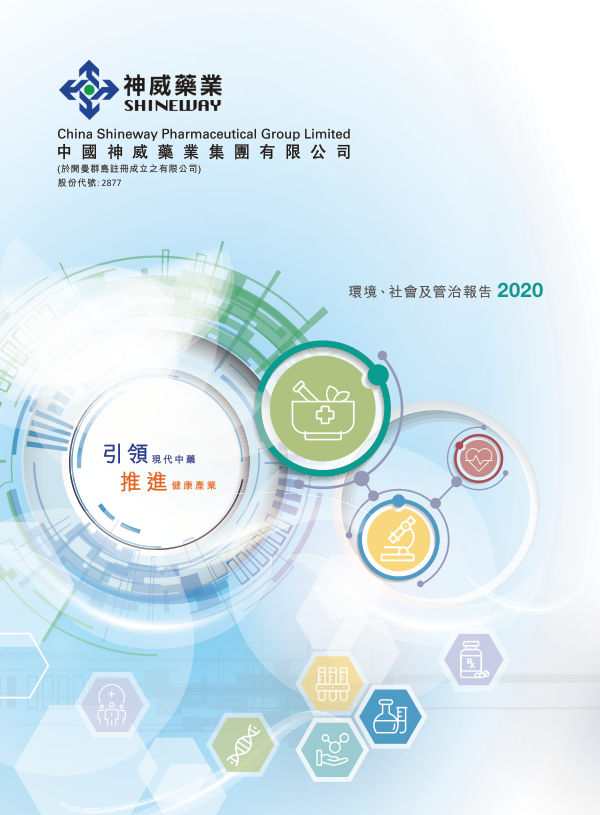 神威藥業
SHINEWAY
China Shineway Pharmaceutical Group Limited
中國神威藥業集團有限公司
(於開曼群島註冊成立之有限公司)
股份代號: 2877
環境、社會及管治報告 2020
引領現代中藥
推進健康產業
Rx